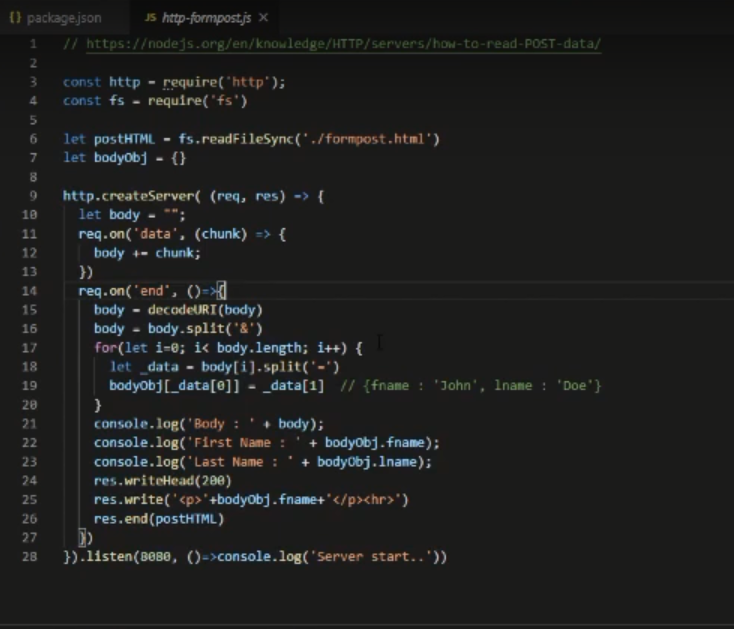 {} package.json JS http-formpost.js ×
1 // https://nodejs.org/en/knowledge/HTTP/servers/how-to-read-POST-data/
2
3 const http = require('http');
4 const fs = require('fs')
5
6 let postHTML = fs.readFileSync('./formpost.html')
7 let bodyObj = {}
8
9 http.createServer( (req, res) => {
10   let body = "";
11   req.on('data', (chunk) => {
12     body += chunk;
13   })
14   req.on('end', ()=>{
15     body = decodeURI(body)
16     body = body.split('&')
17     for(let i=0; i< body.length; i++) {
18       let _data = body[i].split('=')
19       bodyObj[_data[0]] = _data[1]  // {fname : 'John', lname : 'Doe'}
20     }
21     console.log('Body : ' + body);
22     console.log('First Name : ' + bodyObj.fname);
23     console.log('Last Name : ' + bodyObj.lname);
24     res.writeHead(200)
25     res.write('<p>'+bodyObj.fname+'</p><hr>')
26     res.end(postHTML)
27   })
28 }).listen(8080, ()=>console.log('Server start..'))